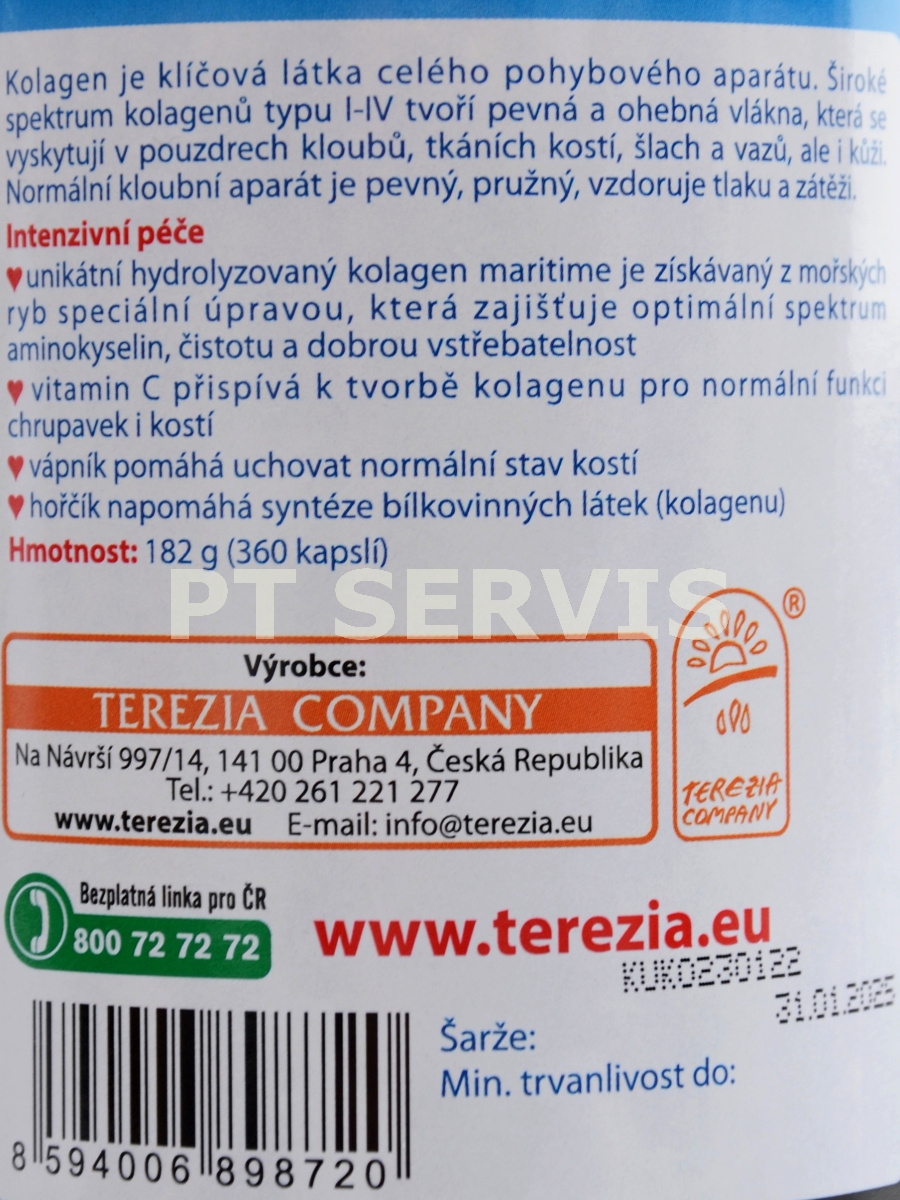 Kolagen je klíčová látka celého pohybového aparátu. Široké
spektrum kolagenů typu I-IV tvoří pevná a ohebná vlákna, která se
vyskytují v pouzdrech kloubů, tkáních kostí, šlach a vazů, ale i kůži.
Normální kloubní aparát je pevný, pružný, vzdoruje tlaku a zátěži.
Intenzivní péče
♥unikátní hydrolyzovaný kolagen maritime je získávaný z mořských
ryb speciální úpravou, která zajišťuje optimální spektrum
aminokyselin, čistotu a dobrou vstřebatelnost
♥ vitamin C přispívá k tvorbě kolagenu pro normální funkci
chrupavek i kostí
♥ vápník pomáhá uchovat normální stav kostí
♥ hořčík napomáhá syntéze bílkovinných látek (kolagenu)
Hmotnost: 182 g (360 kapslí)
PT SERVIS
Výrobce:
TEREZIA COMPANY
Na Návrší 997/14, 141 00 Praha 4, Česká Republika
Tel.: +420 261 221 277
www.terezia.eu E-mail: info@terezia.eu
®
TEREZIA
COMPANY
Bezplatná linka pro ČR
800 72 72 72
www.terezia.eu
KUK0230122
31.01.2025
Šarže:
Min. trvanlivost do:
8 594006 898720